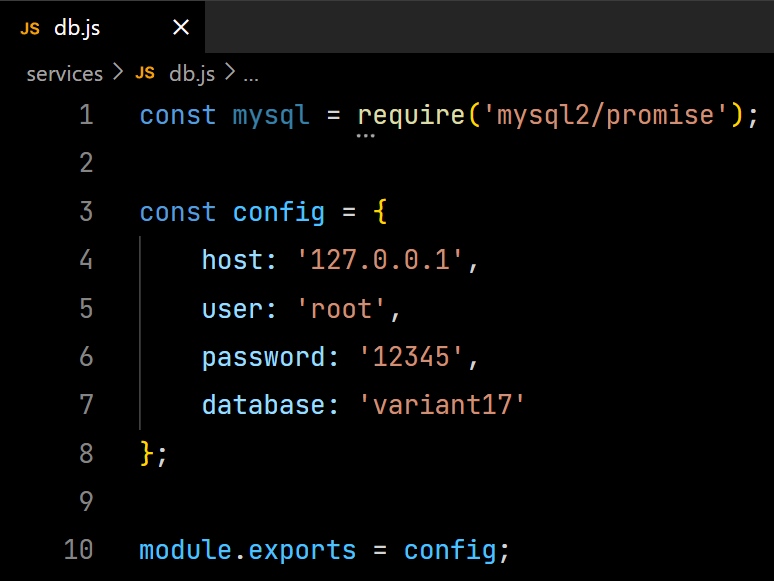 JS db.js ×
services > JS db.js > ...
1 const mysql = require('mysql2/promise');
2
3 const config = {
4 host: '127.0.0.1',
5 user: 'root',
6 password: '12345',
7 database: 'variant17'
8 };
9
10 module.exports = config;